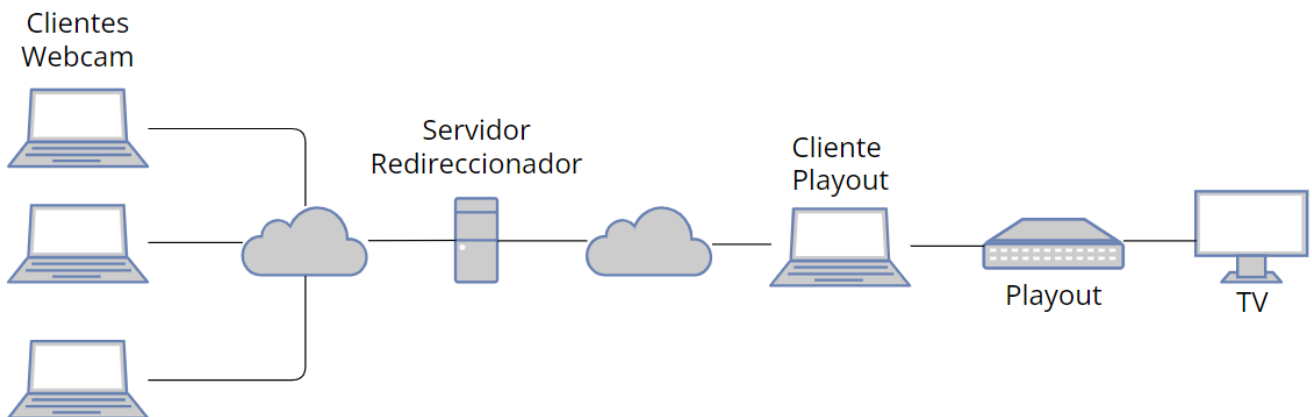 Clientes
Webcam
Servidor
Redireccionador
Cliente
Playout
Playout
TV